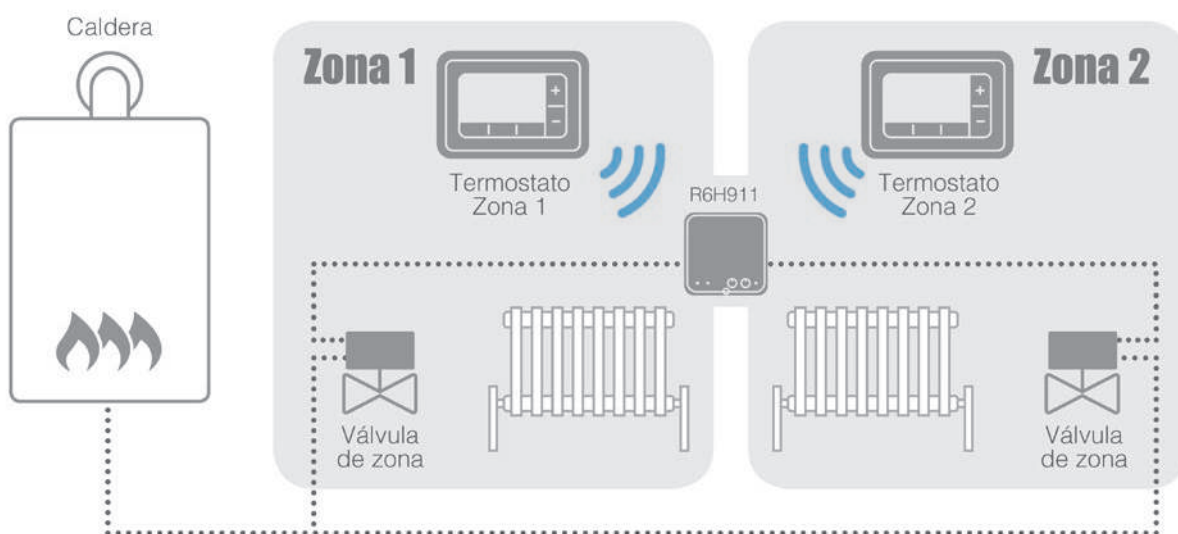 Caldera
Zona 1
Termostato
Zona 1
R6H911
Zona 2
Termostato
Zona 2
Válvula
de zona
Válvula
de zona